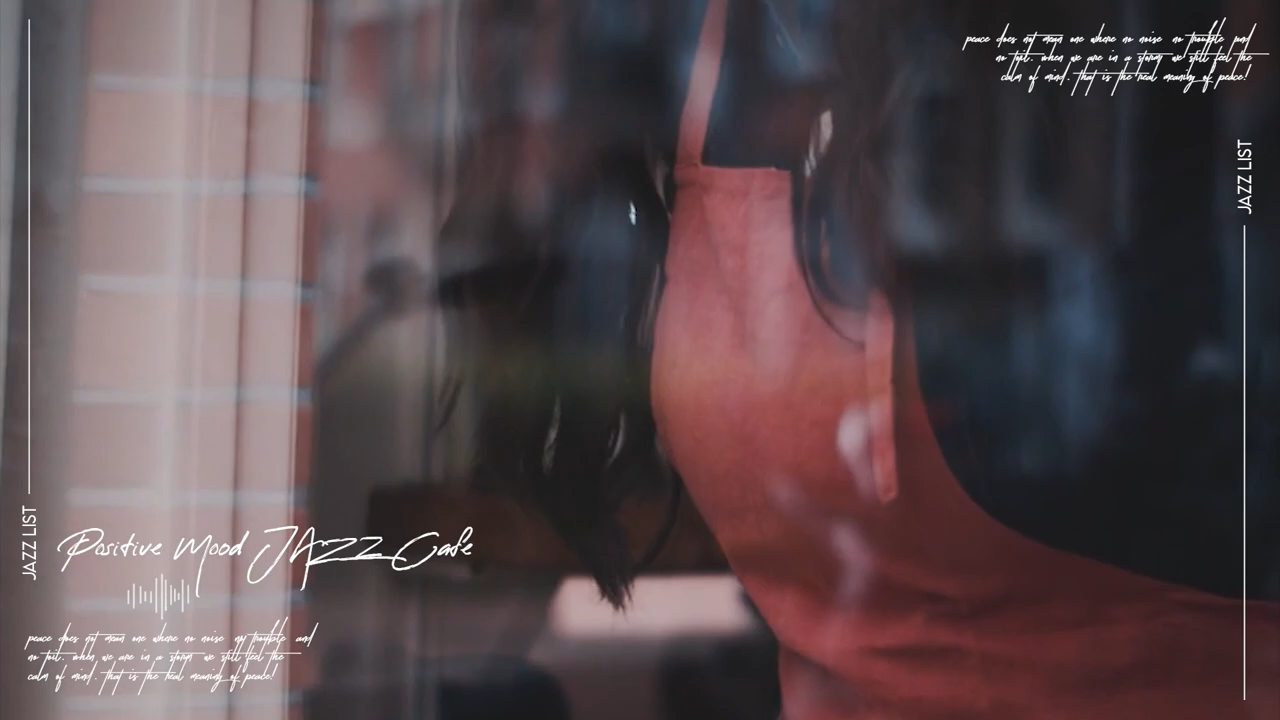 peace does not mean one where no noise no trouble and
no toil. when we are in a storm we still feel the
calm of mind. that is the real meaning of peace!
JAZZ LIST
JAZZ LIST
Positive Mood JAZZ Cafe
peace does not mean one where no noise no trouble and
no toil. when we are in a storm we still feel the
calm of mind. that is the real meaning of peace!